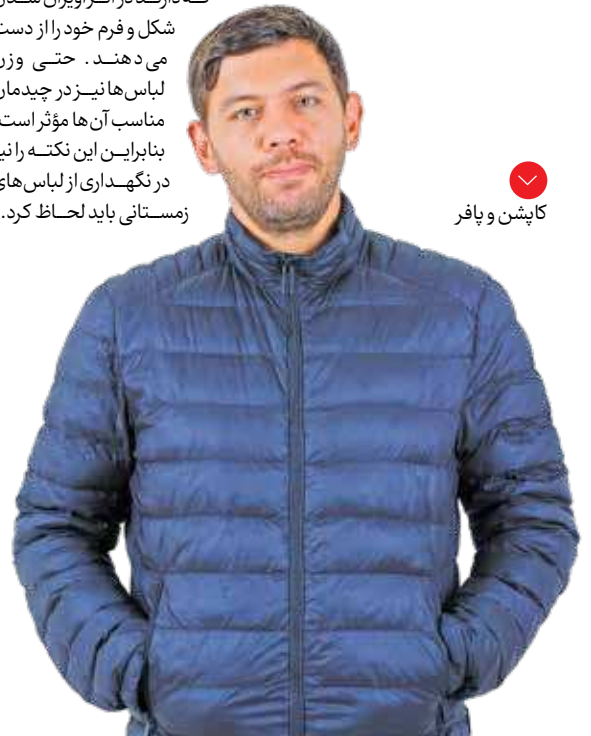 شکل و فرم خود را از دست
می‌دهند. حتی وزن
لباس‌ها نیز در چیدمان
مناسب آن‌ها مؤثر است
بنابراین این نکته را
در نگهداری از لباس‌های
زمستانی باید لحاظ کرد.
کاپشن و پافر